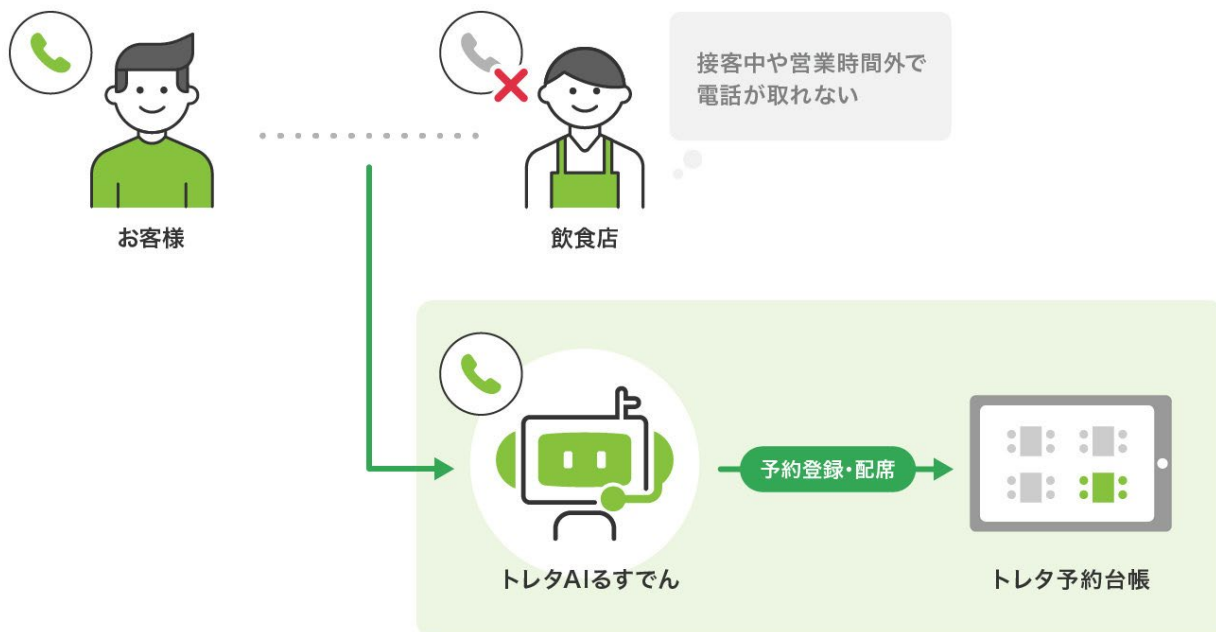 接客中や営業時間外で
電話が取れない
お客様
飲食店
予約登録・配席
トレタAIるすでん
トレタ予約台帳